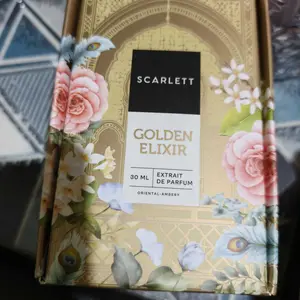 SCARLETT
GOLDEN
ELIXIR
30 ML
EXTRAIT
DE PARFUM
ORIENTAL-AMBERY